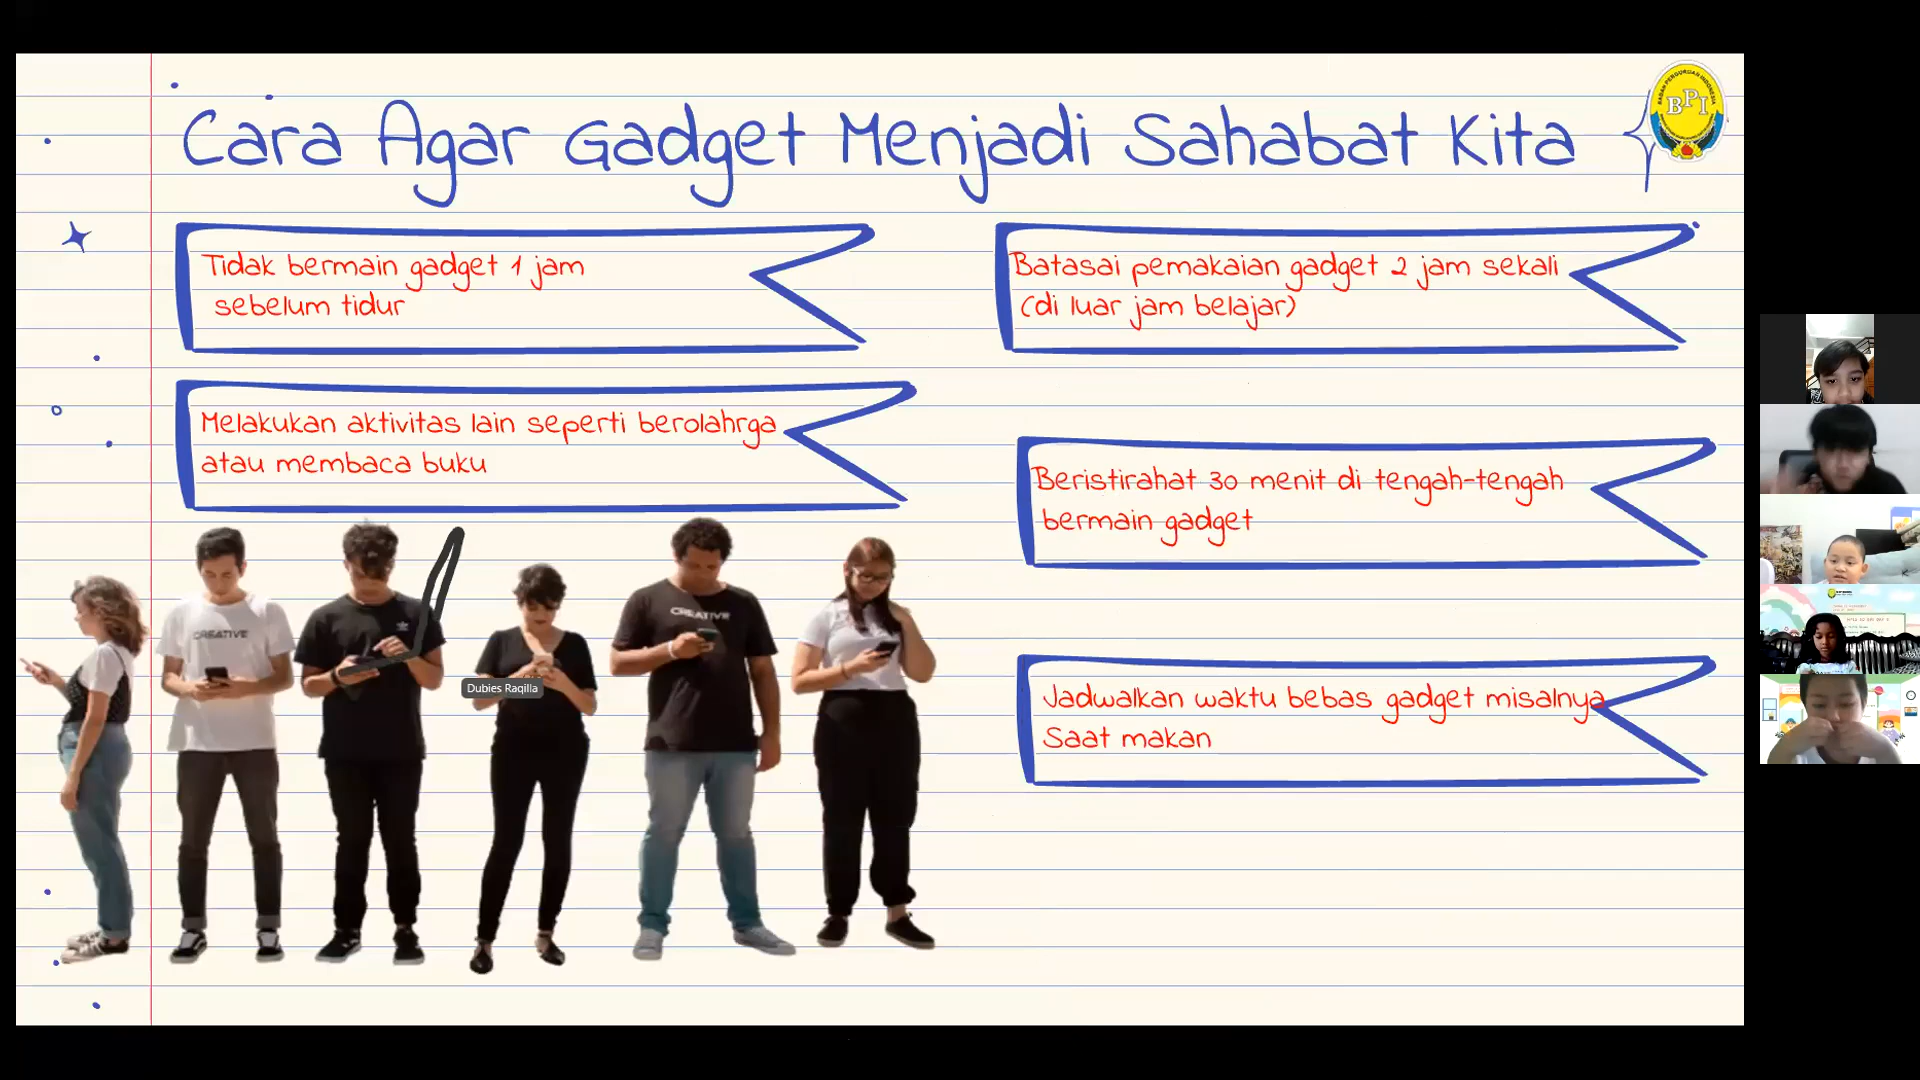 Cara Agar Gadget Menjadi Sahabat Kita
BPI
Tidak bermain gadget 1 jam
sebelum tidur
Batasai pemakaian gadget 2 jam sekali
(di luar jam belajar)
Melakukan aktivitas lain seperti berolahrga
atau membaca buku
Beristirahat 30 menit di tengah-tengah
bermain gadget
Jadwalkan waktu bebas gadget misalnya
Saat makan
CREATIVE
CREATIVE
Dubies Raqilla